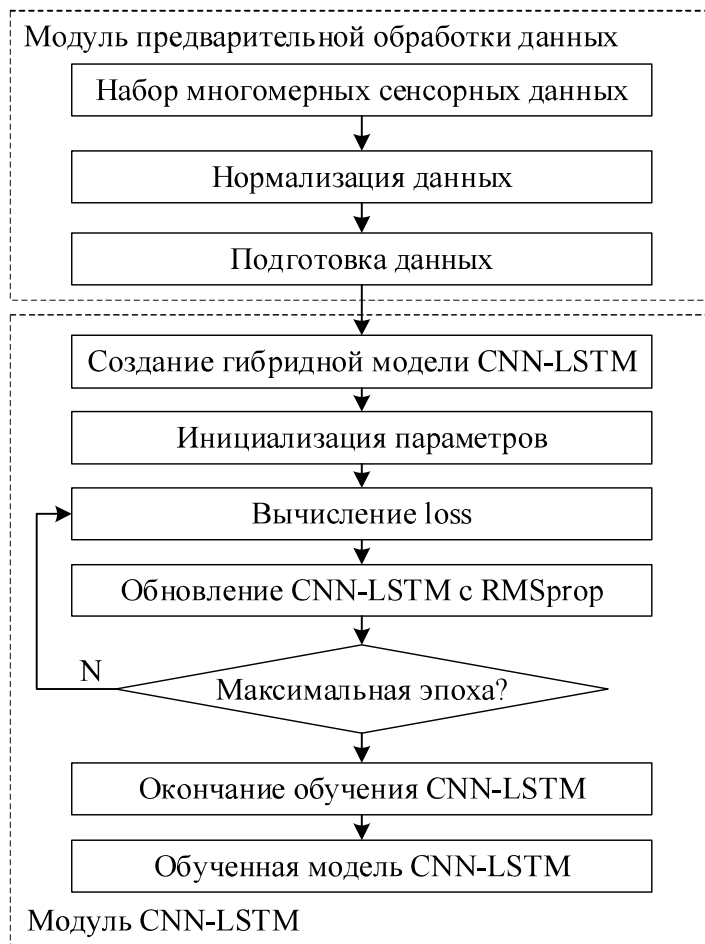 Модуль предварительной обработки данных
Набор многомерных сенсорных данных
Нормализация данных
Подготовка данных
Создание гибридной модели CNN-LSTM
Инициализация параметров
Вычисление loss
Обновление CNN-LSTM с RMSprop
N
Максимальная эпоха?
Окончание обучения CNN-LSTM
Обученная модель CNN-LSTM
Модуль CNN-LSTM